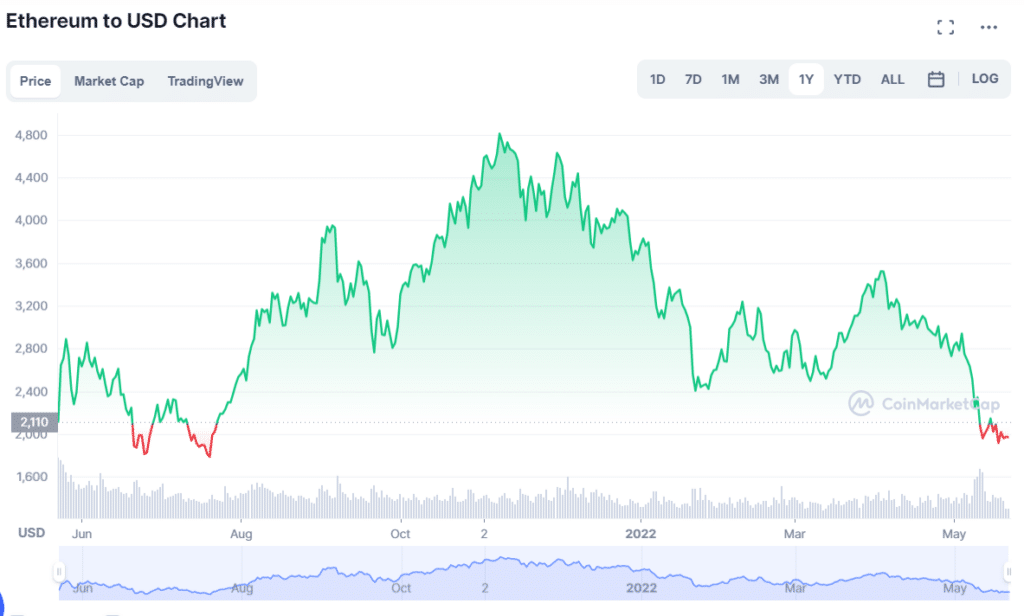 Ethereum to USD Chart
Price Market Cap TradingView
1D 7D 1M 3M 1Y YTD ALL LOG
4,800
4,400
4,000
3,600
3,200
2,800
2,400
2,110
2,000
1,600
CoinMarketCap
USD Jun Aug Oct 2 2022 Mar May
Jun Aug Oct 2 2022 Mar May